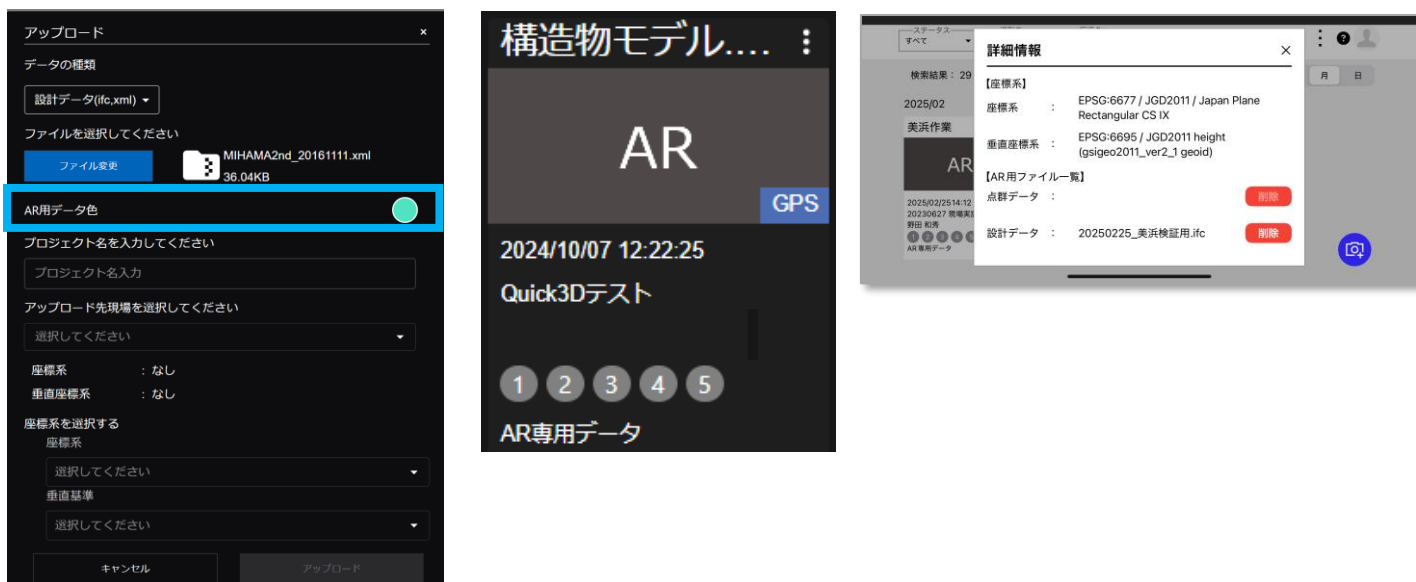 アップロード
×
データの種類
設計データ(ifc,xml)
ファイルを選択してください
ファイル変更
MIHAMA2nd_20161111.xml
36.04KB
AR用データ色
プロジェクト名を入力してください
プロジェクト名入力
アップロード先現場を選択してください
選択してください
座標系 : なし
垂直座標系 : なし
座標系を選択する
座標系
選択してください
垂直基準
選択してください
キャンセル
アップロード
構造物モデル....
AR
GPS
2024/10/07 12:22:25
Quick3Dテスト
1 2 3 4 5
AR専用データ
ステータス
すべて
検索結果: 29
月 日
2025/02
美浜作業
AR
2025/02/25 14:12
20230627 現場実
野田 和秀
AR専用データ
詳細情報
×
【座標系】
座標系 : EPSG:6677 / JGD2011 / Japan Plane
Rectangular CS IX
垂直座標系 : EPSG:6695 / JGD2011 height
(gsigeo2011_ver2_1 geoid)
【AR用ファイル一覧】
点群データ : 削除
設計データ : 20250225_美浜検証用.ifc 削除